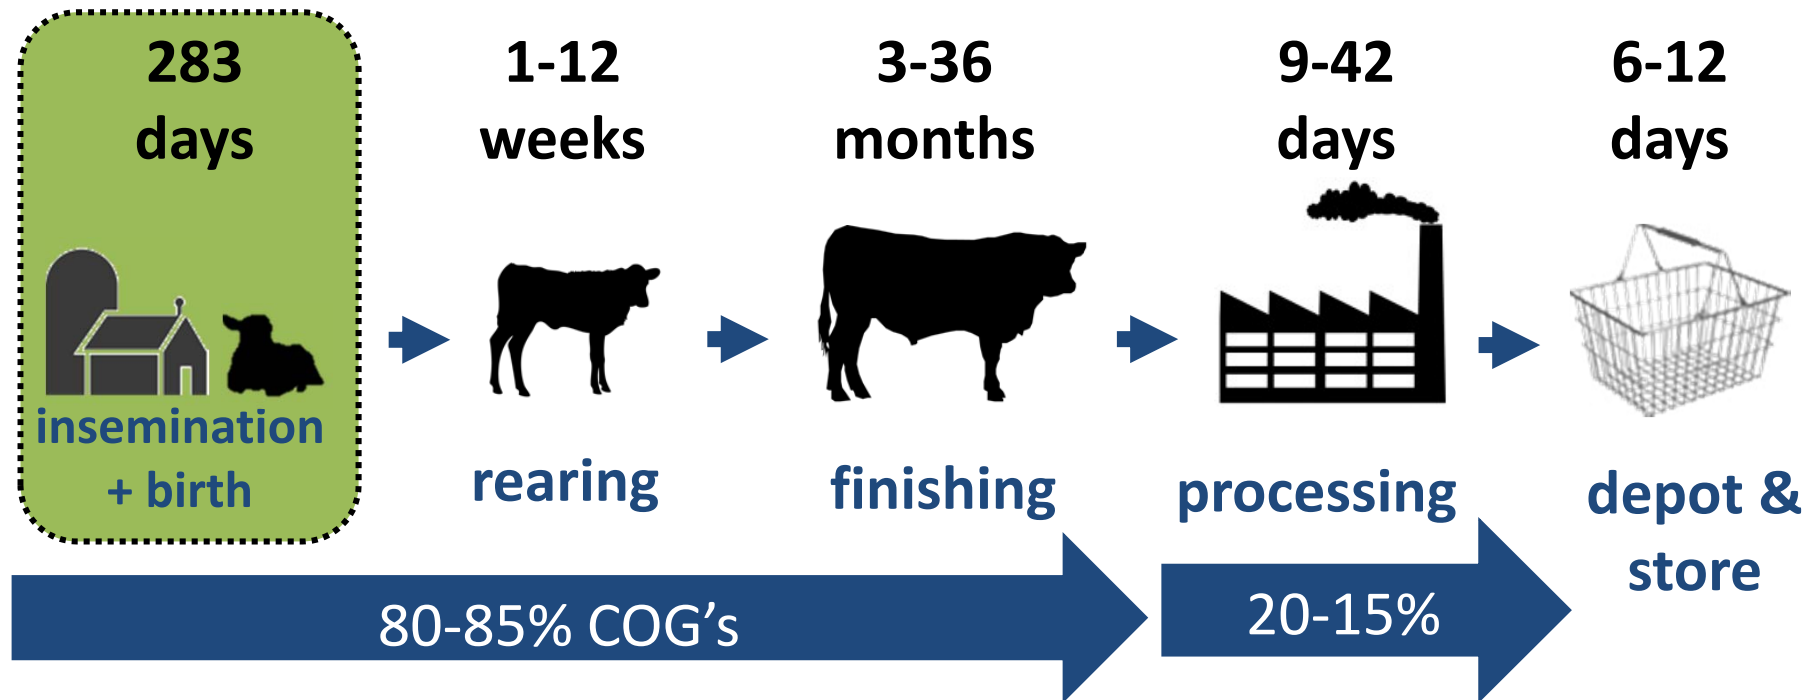 283
days
1-12
weeks
3-36
months
9-42
days
6-12
days
insemination
+ birth
rearing
finishing
processing
depot &
store
80-85% COG’s
20-15%